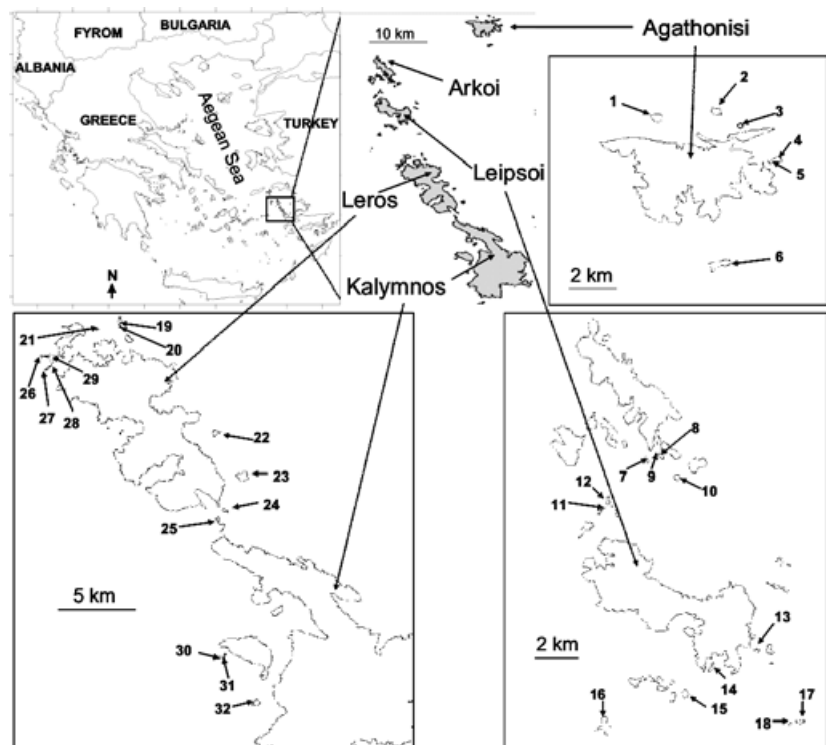 FYROM
BULGARIA
ALBANIA
GREECE
Aegean Sea
TURKEY
N
10 km
Agathonisi
Arkoi
Leipsoi
Leros
Kalymnos
1
2
3
4
5
6
2 km
21
19
20
26
29
27
28
22
23
24
25
5 km
30
31
32
8
7
9
10
12
11
2 km
13
14
15
16
17
18